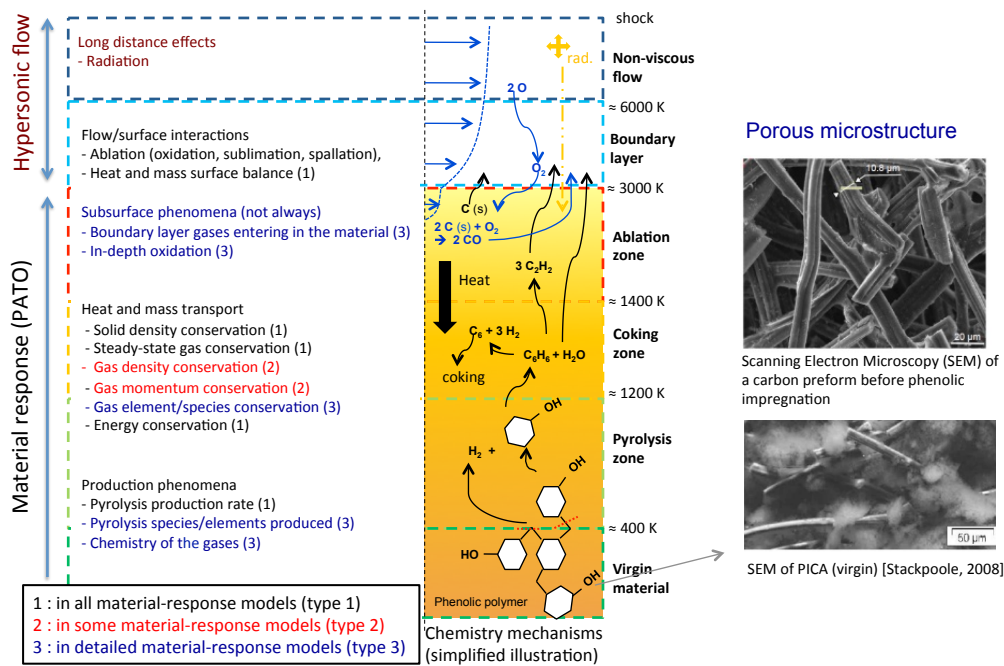 Hypersonic flow
Material response (PATO)
Long distance effects
- Radiation
Flow/surface interactions
- Ablation (oxidation, sublimation, spallation),
- Heat and mass surface balance (1)
Subsurface phenomena (not always)
- Boundary layer gases entering in the material (3)
- In-depth oxidation (3)
Heat and mass transport
- Solid density conservation (1)
- Steady-state gas conservation (1)
- Gas density conservation (2)
- Gas momentum conservation (2)
- Gas element/species conservation (3)
- Energy conservation (1)
Production phenomena
- Pyrolysis production rate (1)
- Pyrolysis species/elements produced (3)
- Chemistry of the gases (3)
1 : in all material-response models (type 1)
2 : in some material-response models (type 2)
3 : in detailed material-response models (type 3)
rad.
2 O
O₂
C (s)
2 C (s) + O₂
→ 2 CO
3 C₂H₂
Heat
C₆ + 3 H₂
C₆H₆ + H₂O
coking
OH
H₂ +
OH
HO
OH
Phenolic polymer
Chemistry mechanisms
(simplified illustration)
shock
Non-viscous
flow
≈ 6000 K
Boundary
layer
≈ 3000 K
Ablation
zone
≈ 1400 K
Coking
zone
≈ 1200 K
Pyrolysis
zone
≈ 400 K
Virgin
material
Porous microstructure
10.8 µm
20 µm
Scanning Electron Microscopy (SEM) of
a carbon preform before phenolic
impregnation
50 µm
SEM of PICA (virgin) [Stackpoole, 2008]